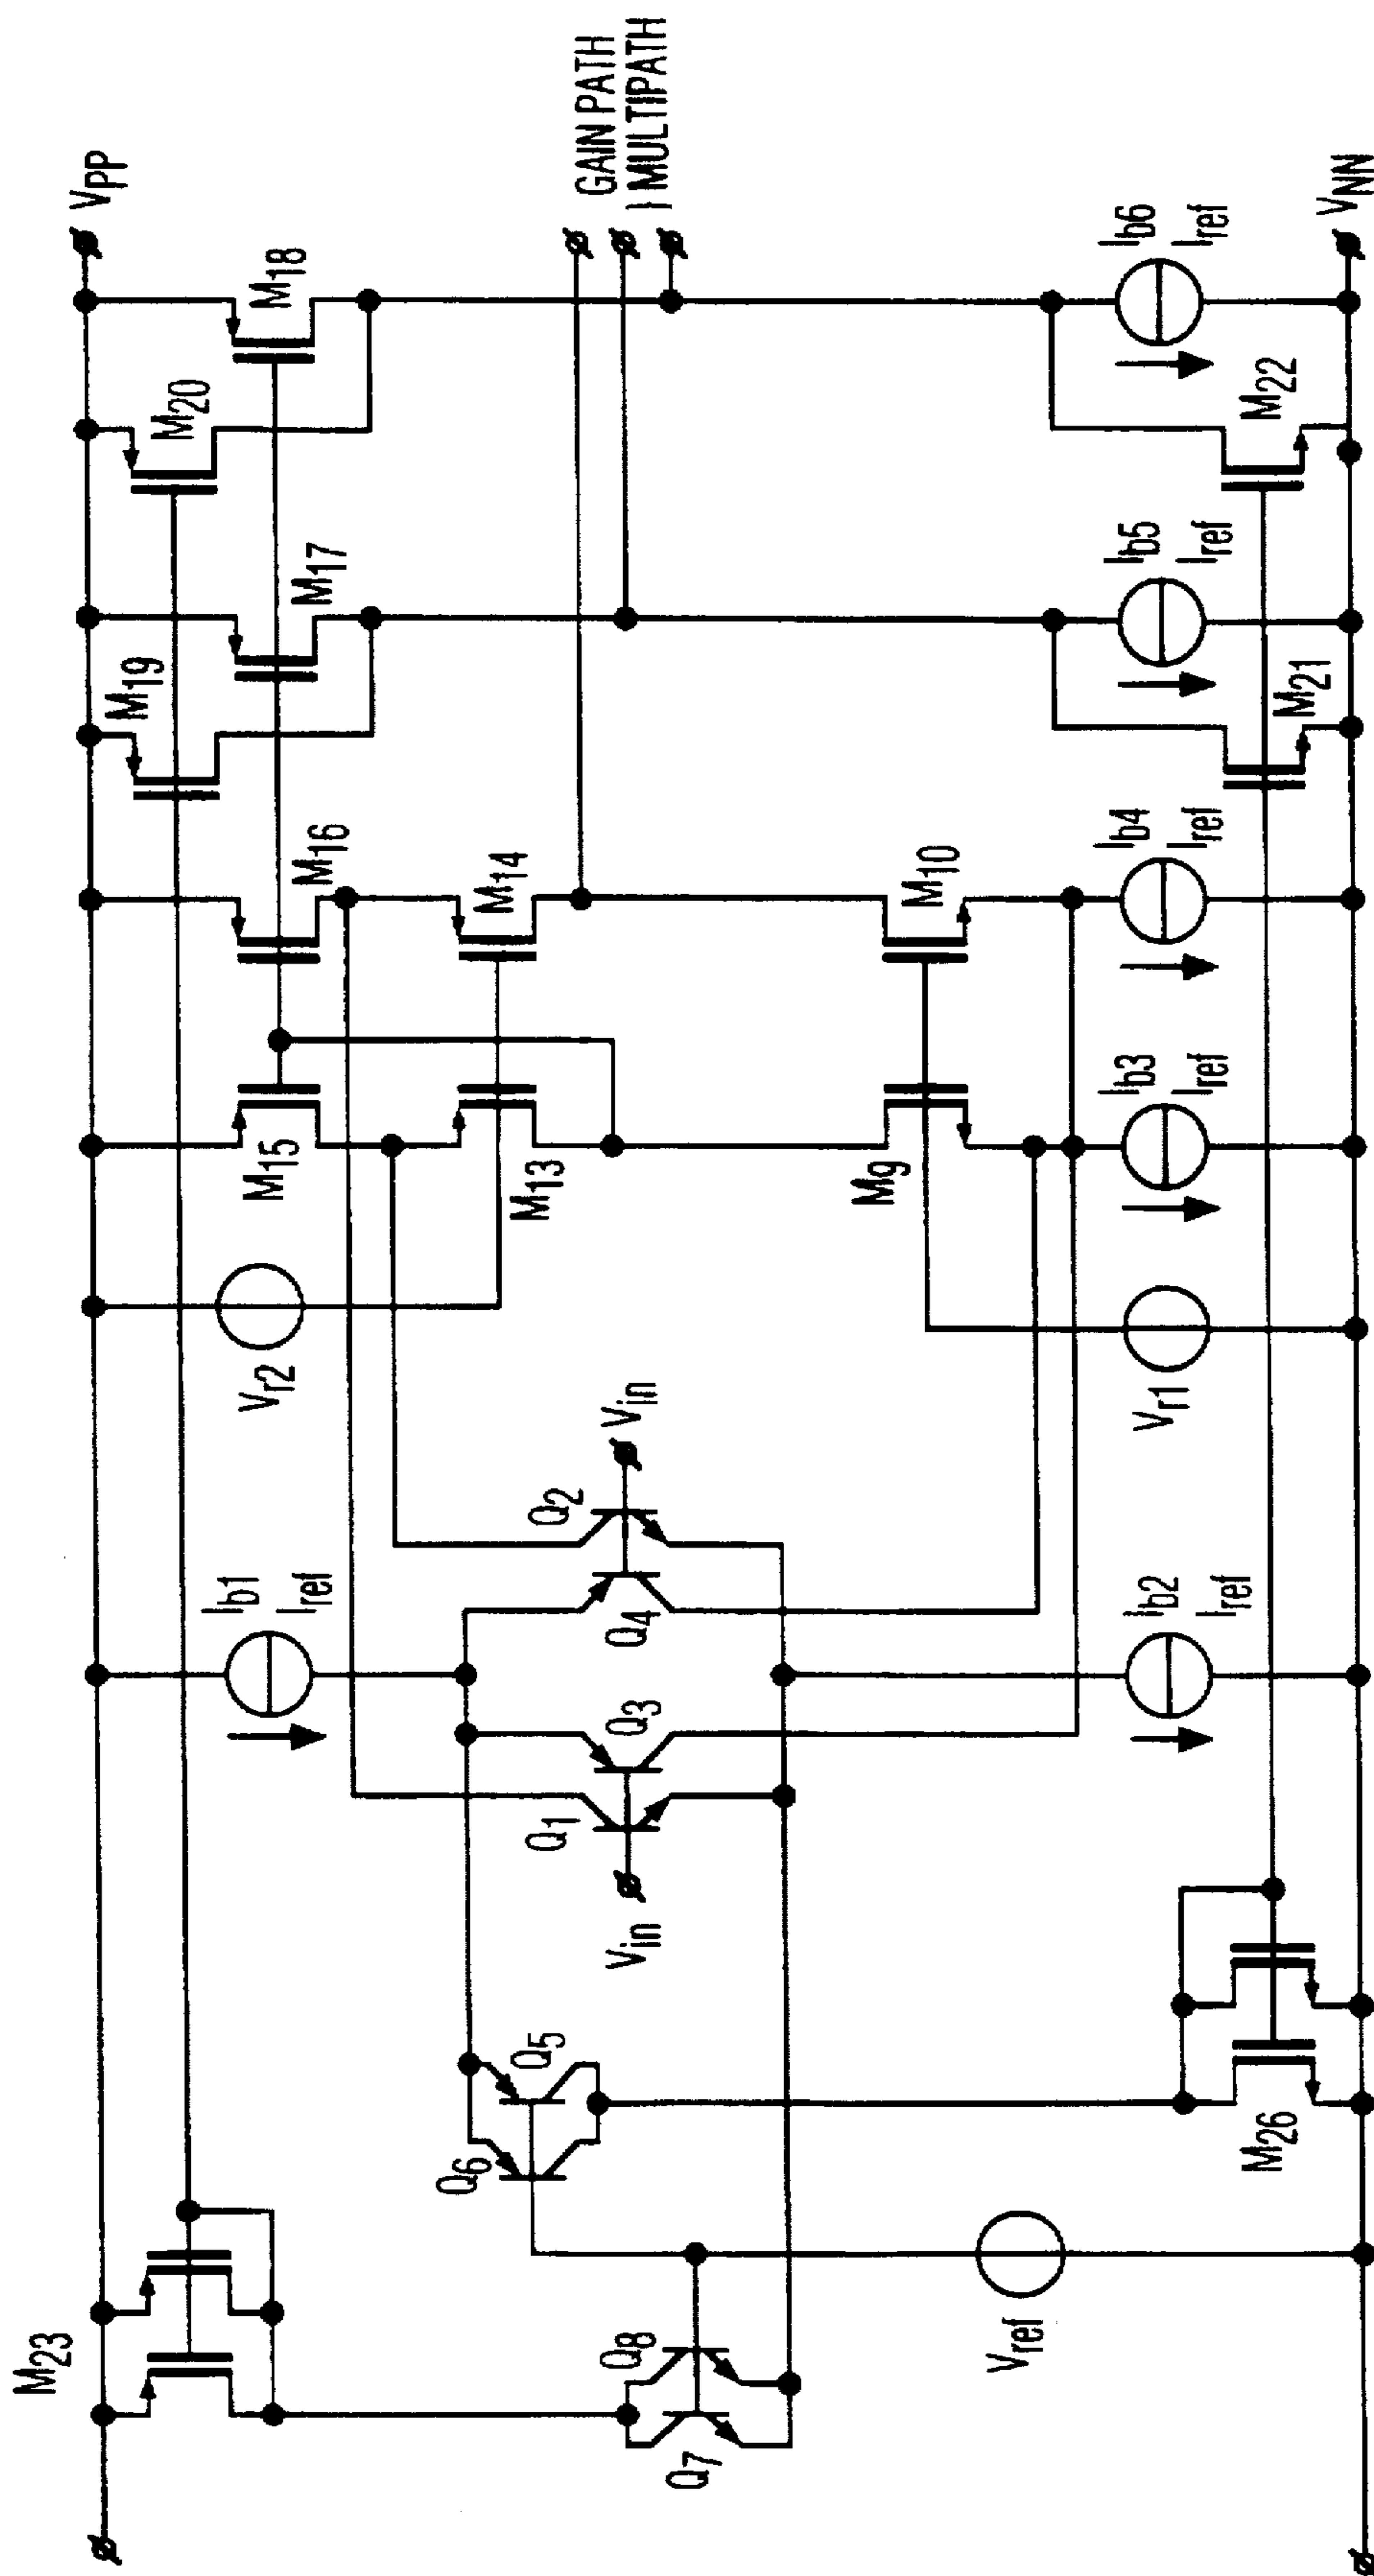 M23
Q7
Q8
Vref
Q6
Q5
M26
Vin
Q1
Q3
Q4
Q2
Vin
Ib1
Iref
Ib2
Iref
Vr2
Vr1
M15
M13
M9
Ib3
Iref
M16
M14
M10
Ib4
Iref
M19
M17
M21
Ib5
Iref
M20
M18
M22
Ib6
Iref
VPP
GAIN PATH
} MULTIPATH
VNN